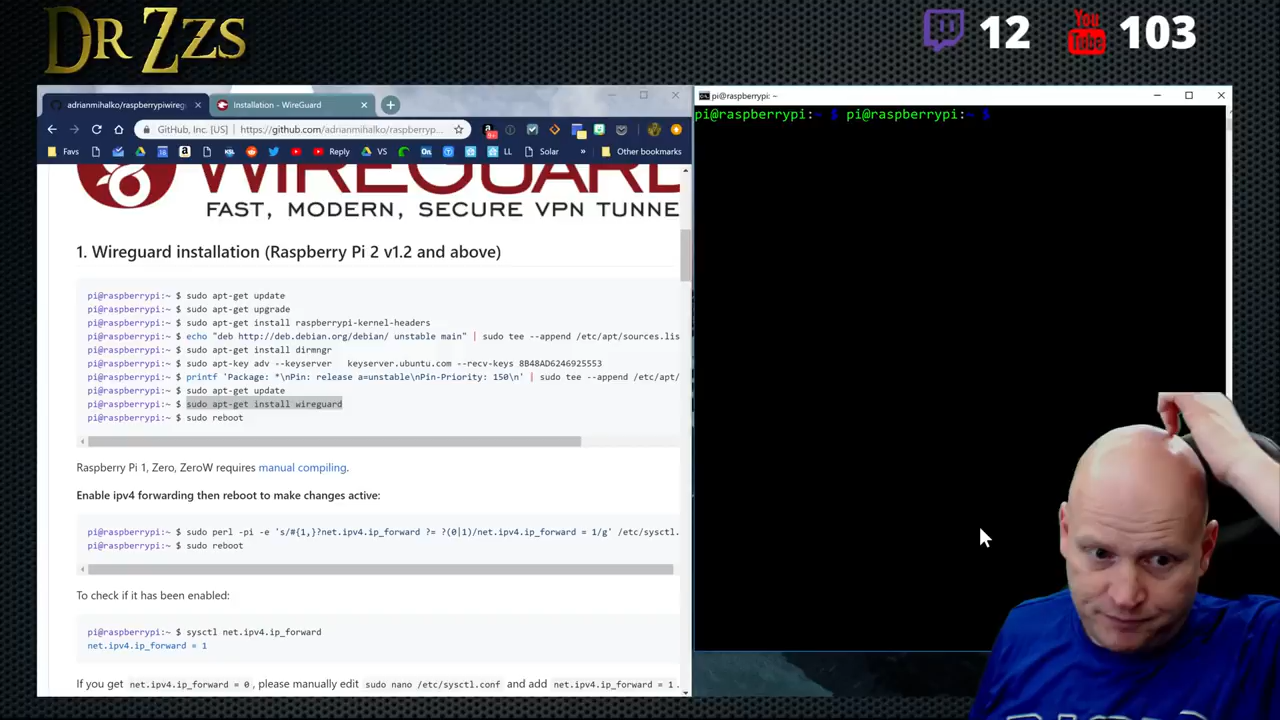 DR ZZS
12
You Tube
103
adrianmihalko/raspberrypiwireg
Installation - WireGuard
GitHub, Inc. [US]
https://github.com/adrianmihalko/raspberryp...
Favs
Reply
VS
LL
Solar
»
Other bookmarks
WIREGUARD
FAST, MODERN, SECURE VPN TUNNE
1. Wireguard installation (Raspberry Pi 2 v1.2 and above)
pi@raspberrypi:~ $ sudo apt-get update
pi@raspberrypi:~ $ sudo apt-get upgrade
pi@raspberrypi:~ $ sudo apt-get install raspberrypi-kernel-headers
pi@raspberrypi:~ $ echo "deb http://deb.debian.org/debian/ unstable main" | sudo tee --append /etc/apt/sources.lis
pi@raspberrypi:~ $ sudo apt-get install dirmngr
pi@raspberrypi:~ $ sudo apt-key adv --keyserver   keyserver.ubuntu.com --recv-keys 8B48AD6246925553
pi@raspberrypi:~ $ printf 'Package: *\nPin: release a=unstable\nPin-Priority: 150\n' | sudo tee --append /etc/apt/
pi@raspberrypi:~ $ sudo apt-get update
pi@raspberrypi:~ $ sudo apt-get install wireguard
pi@raspberrypi:~ $ sudo reboot
Raspberry Pi 1, Zero, ZeroW requires manual compiling.
Enable ipv4 forwarding then reboot to make changes active:
pi@raspberrypi:~ $ sudo perl -pi -e 's/#{1,}?net.ipv4.ip_forward ?= ?(0|1)/net.ipv4.ip_forward = 1/g' /etc/sysctl.
pi@raspberrypi:~ $ sudo reboot
To check if it has been enabled:
pi@raspberrypi:~ $ sysctl net.ipv4.ip_forward
net.ipv4.ip_forward = 1
If you get net.ipv4.ip_forward = 0, please manually edit sudo nano /etc/sysctl.conf and add net.ipv4.ip_forward = 1.
pi@raspberrypi: ~
pi@raspberrypi:~ $ pi@raspberrypi:~ $